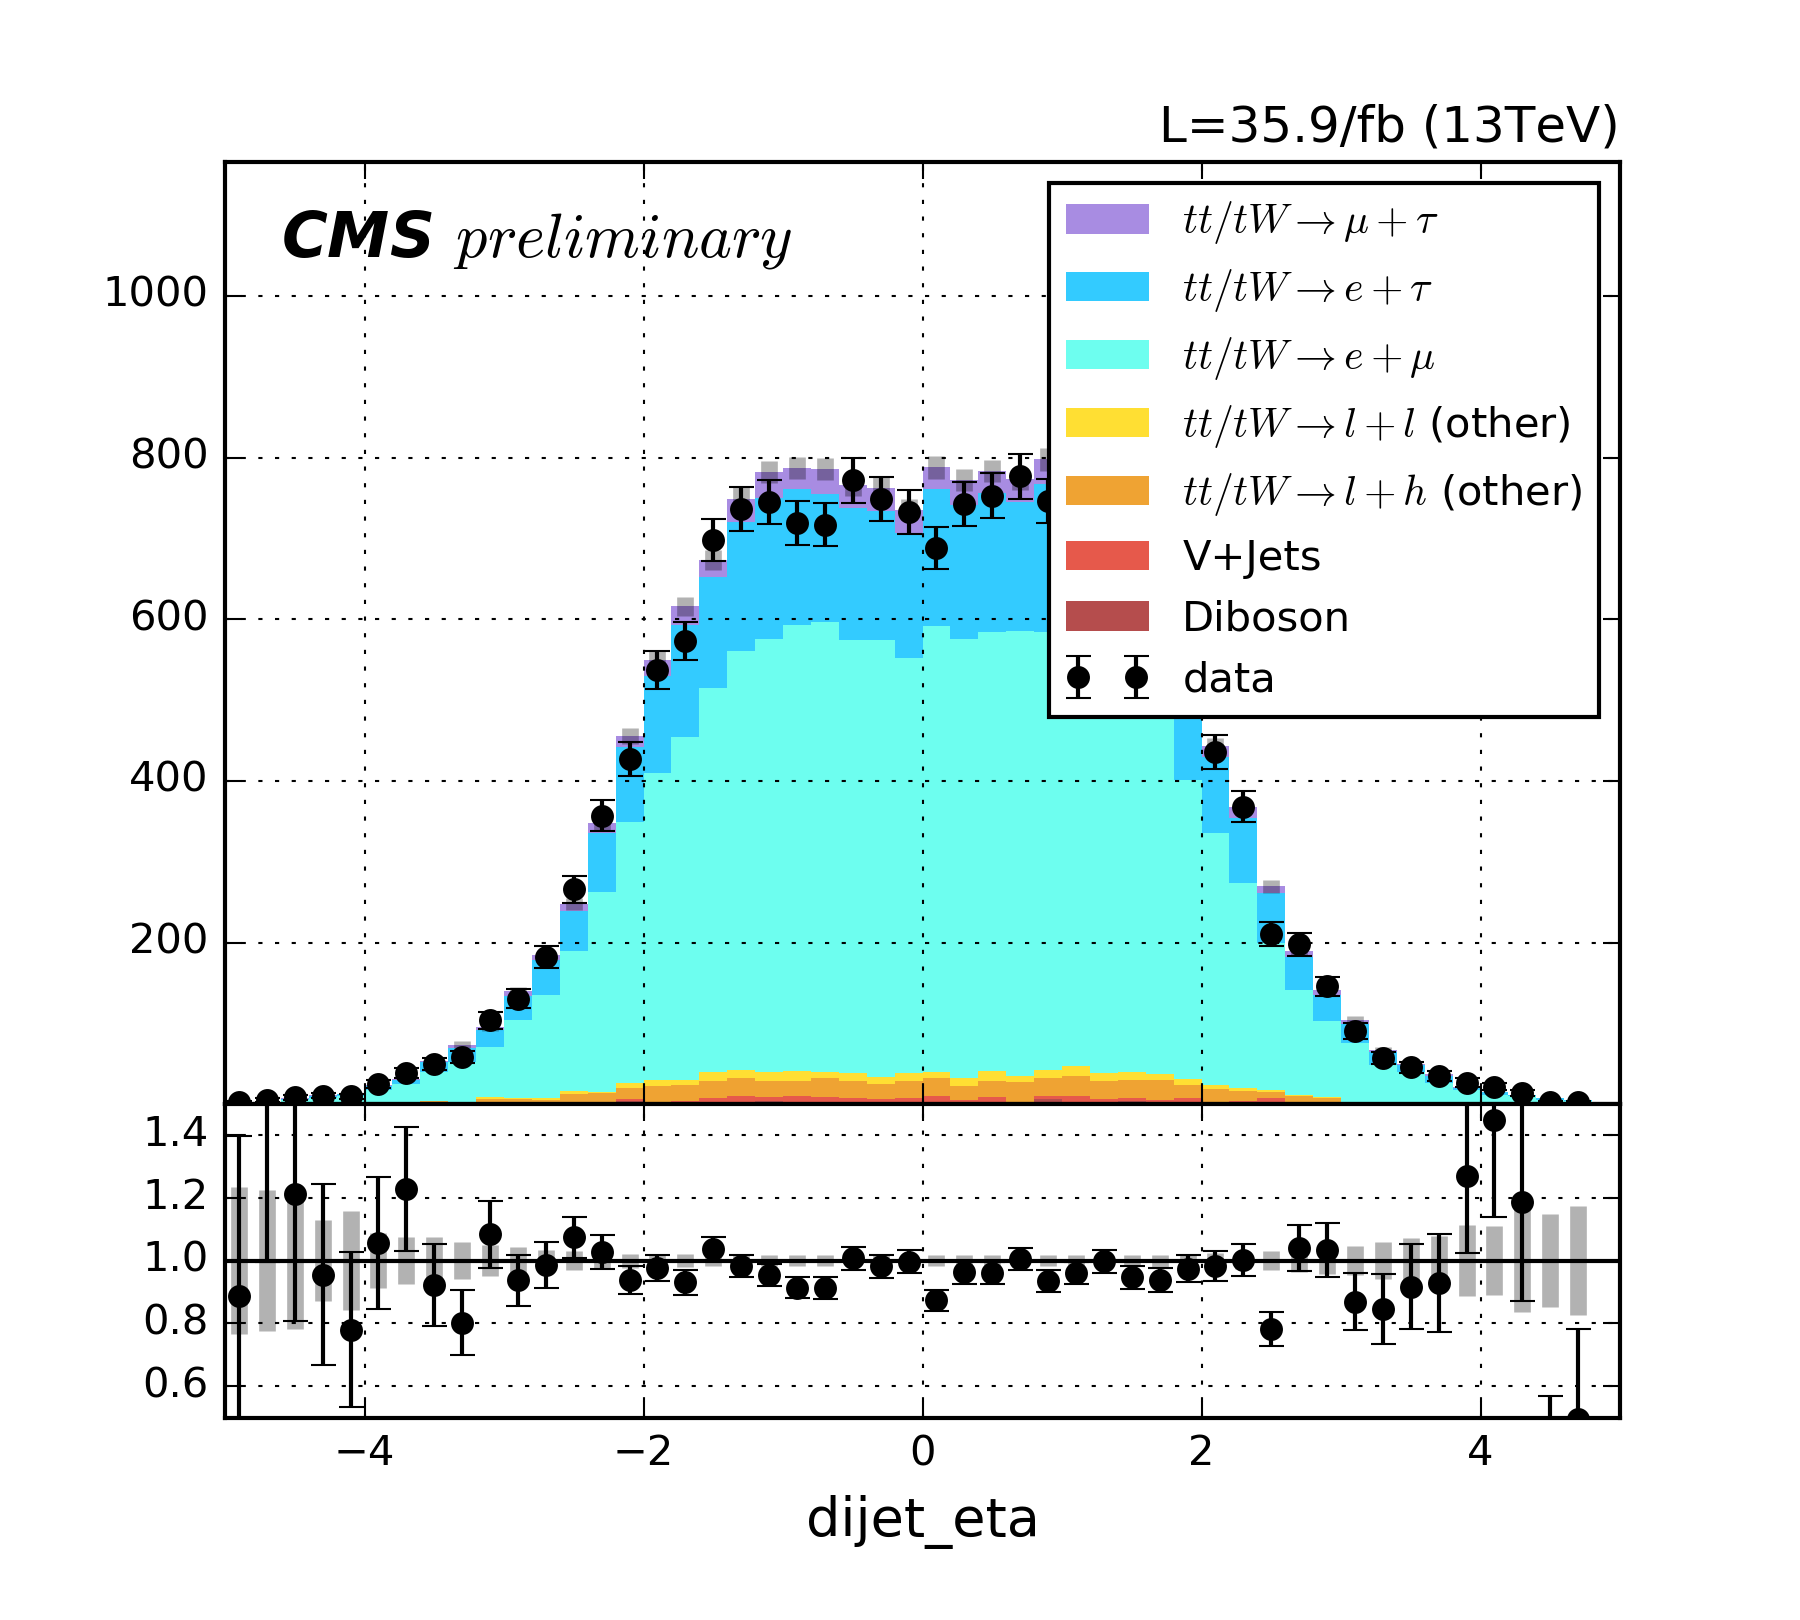 L=35.9/fb (13TeV)
CMS preliminary
tt/tW→μ+τ
tt/tW→e+τ
tt/tW→e+μ
tt/tW→l+l (other)
tt/tW→l+h (other)
V+Jets
Diboson
data
1000
800
600
400
200
1.4
1.2
1.0
0.8
0.6
−4 −2 0 2 4
dijet_eta